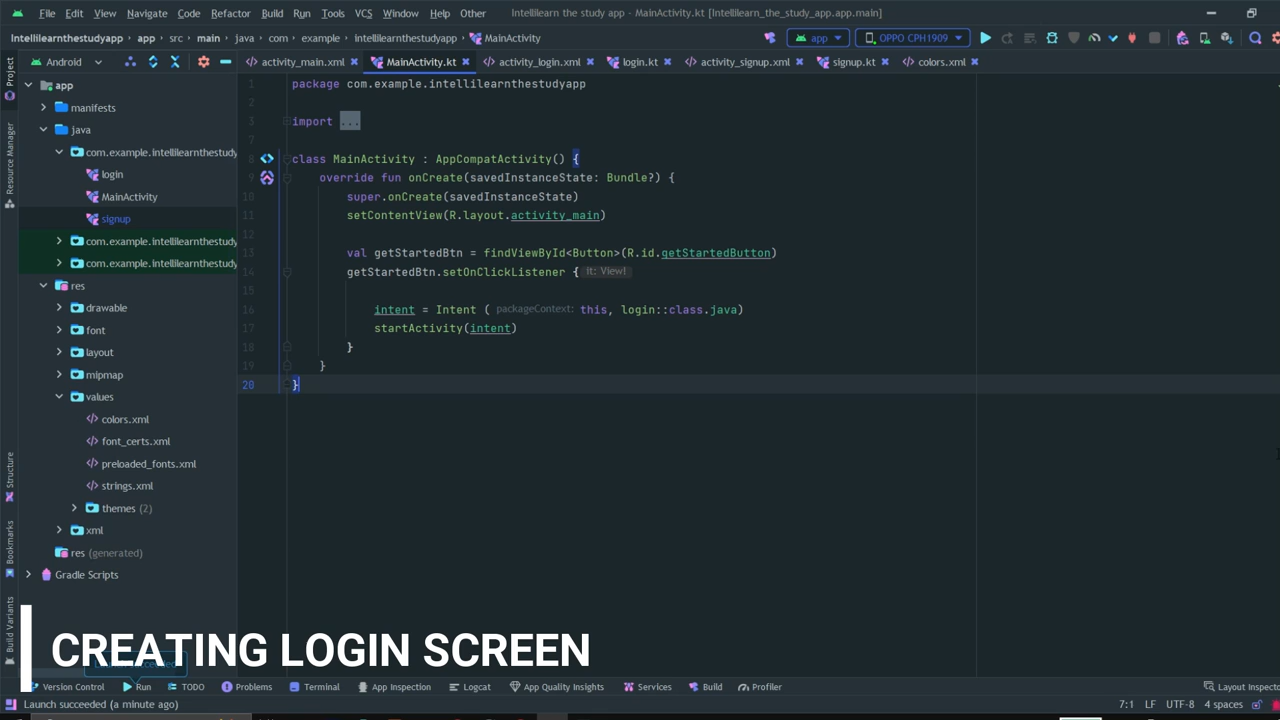 File Edit View Navigate Code Refactor Build Run Tools VCS Window Help Other Intellilearn the study app - MainActivity.kt [Intellilearn_the_study_app.app.main]
Intellilearnthestudyapp app src main java com example intellilearnthestudyapp MainActivity app OPPO CPH1909
Project Android activity_main.xml MainActivity.kt activity_login.xml login.kt activity_signup.xml signup.kt colors.xml
app
manifests
java
com.example.intellilearnthestudy
login
MainActivity
signup
com.example.intellilearnthestudy
com.example.intellilearnthestudy
res
drawable
font
layout
mipmap
values
colors.xml
font_certs.xml
preloaded_fonts.xml
strings.xml
themes (2)
xml
res (generated)
Gradle Scripts
Resource Manager
Structure
Bookmarks
Build Variants
1 package com.example.intellilearnthestudyapp
2
3 import ...
7
8 class MainActivity : AppCompatActivity() {
9 override fun onCreate(savedInstanceState: Bundle?) {
10 super.onCreate(savedInstanceState)
11 setContentView(R.layout.activity_main)
12
13 val getStartedBtn = findViewById<Button>(R.id.getStartedButton)
14 getStartedBtn.setOnClickListener { it: View!
15
16 intent = Intent ( packageContext: this, login::class.java)
17 startActivity(intent)
18 }
19 }
20 }
CREATING LOGIN SCREEN
Version Control Run TODO Problems Terminal App Inspection Logcat App Quality Insights Services Build Profiler Layout Inspecto
Launch succeeded (a minute ago) 7:1 LF UTF-8 4 spaces